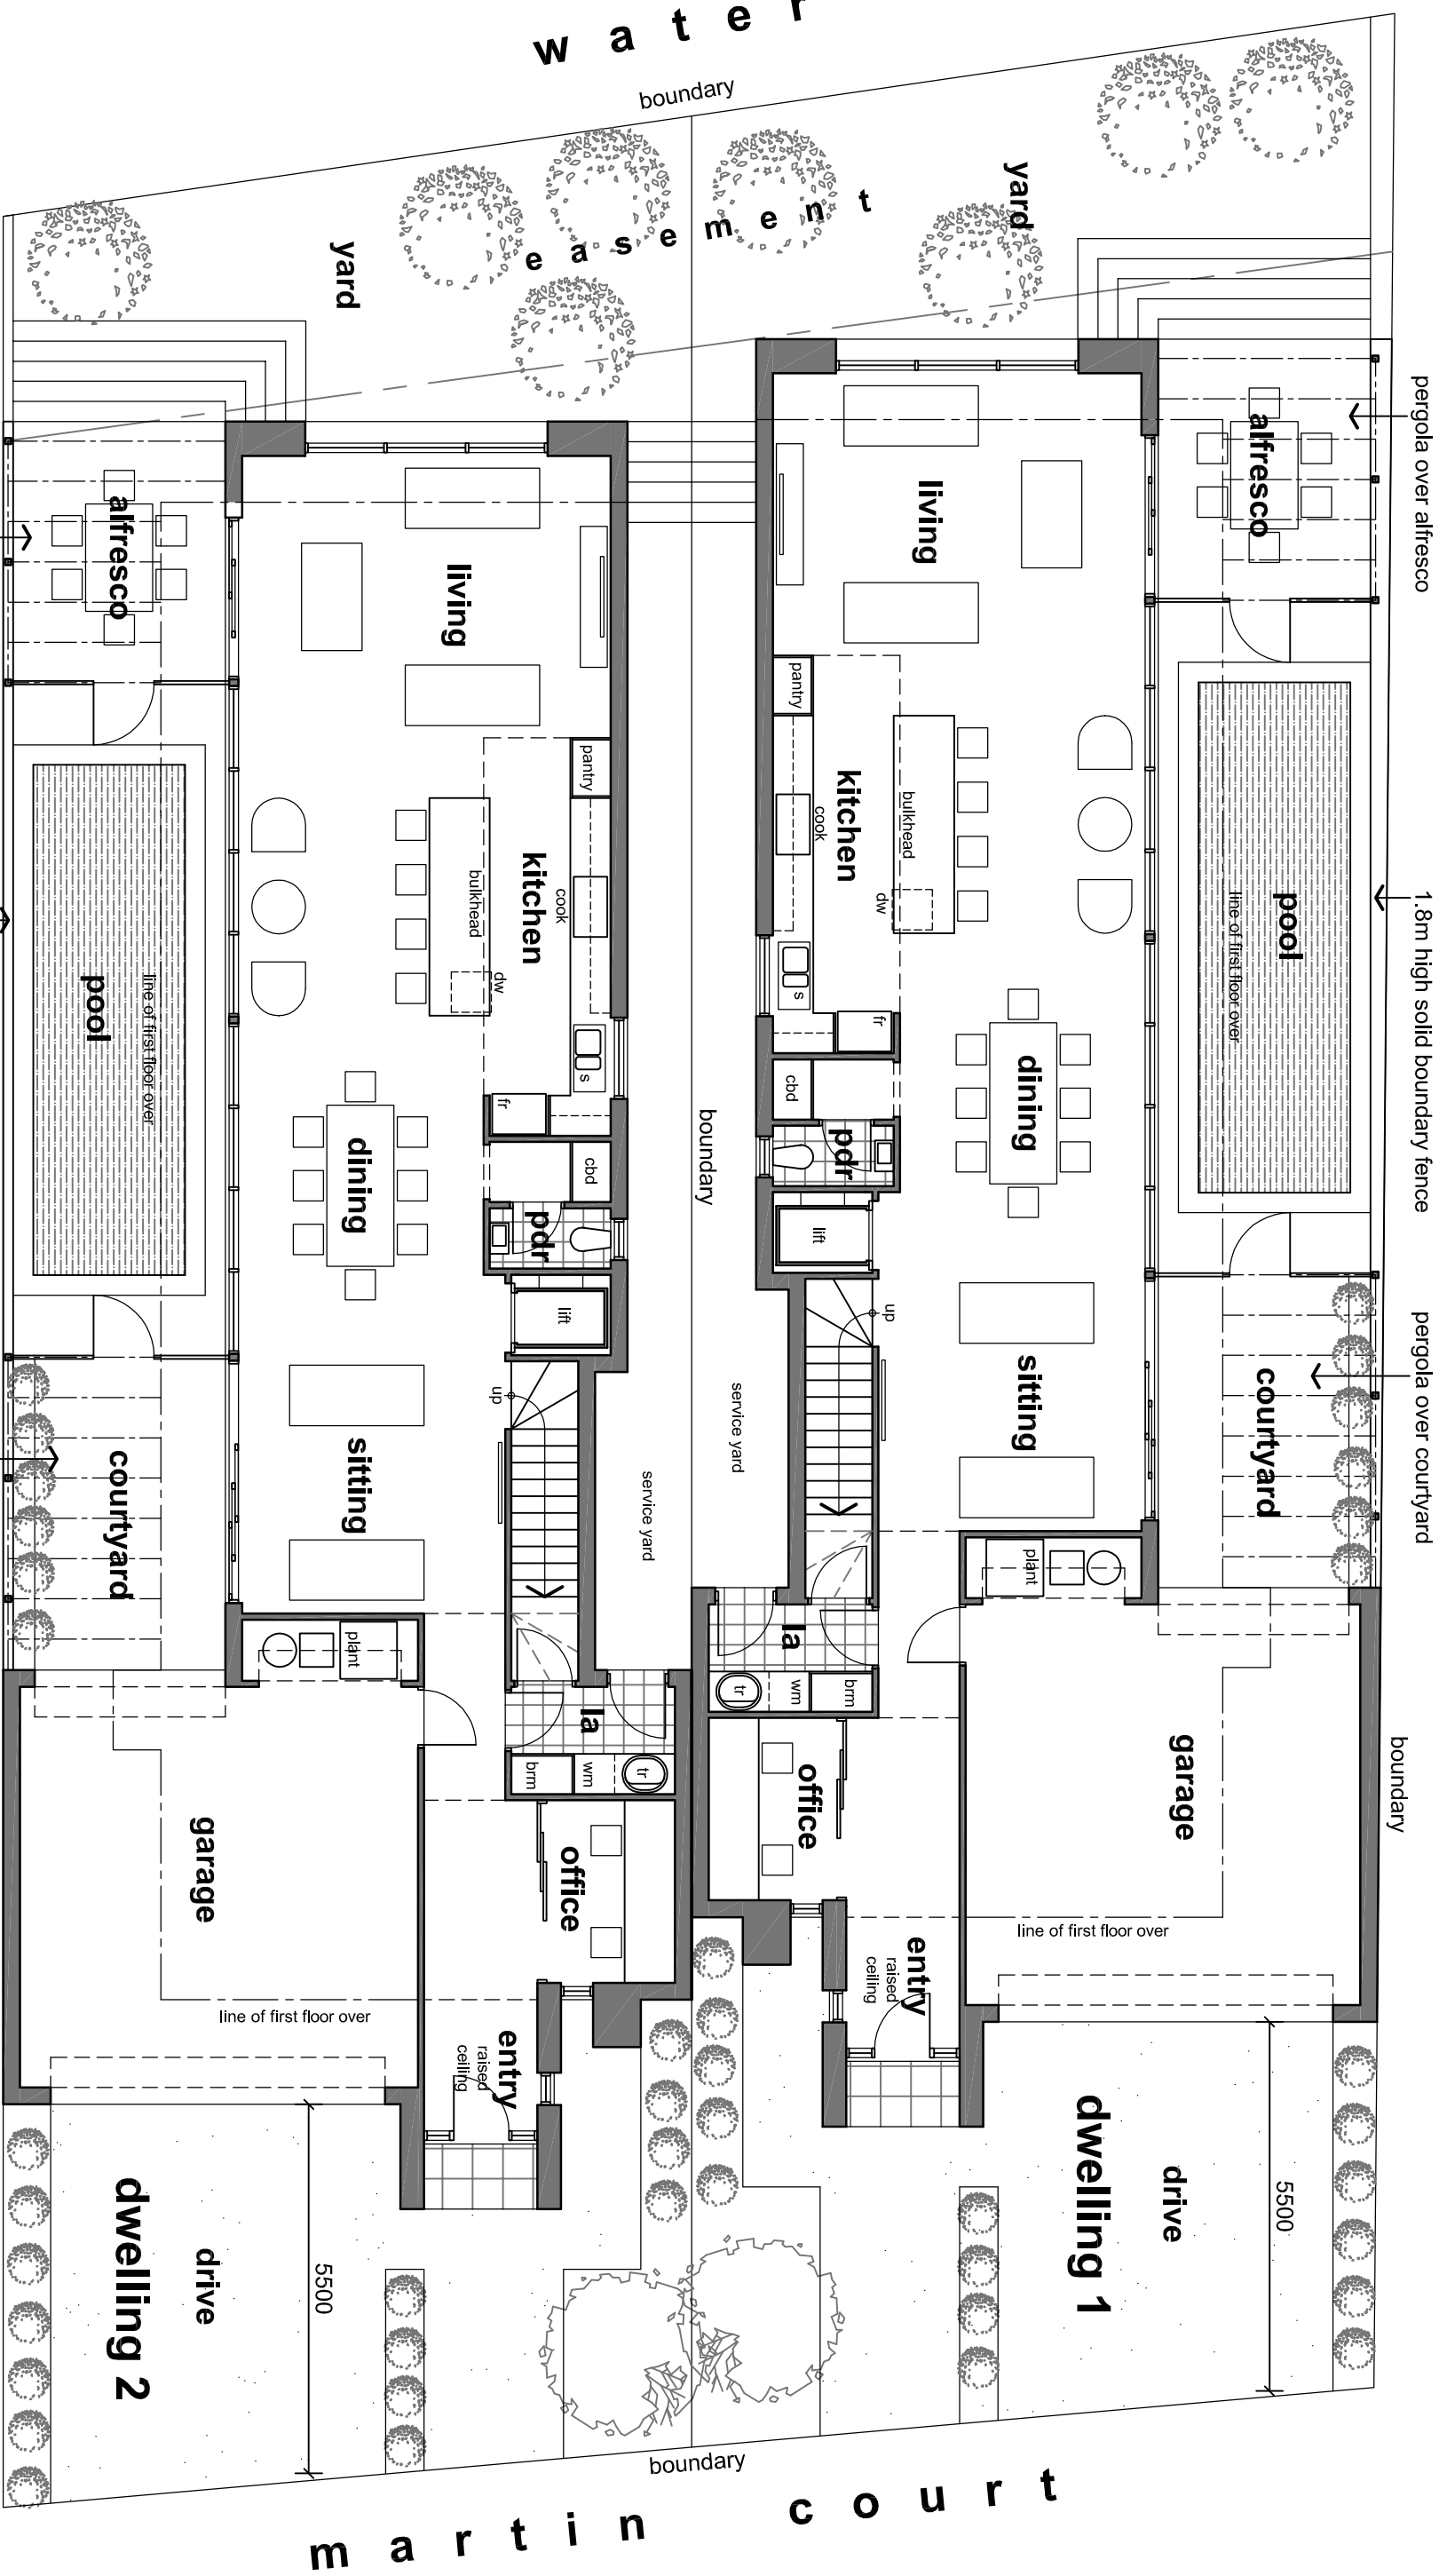 water
boundary
easement
yard
yard
pergola over alfresco
alfresco
alfresco
living
living
pantry
pantry
kitchen
cook
bulkhead
dw
kitchen
cook
bulkhead
dw
s
fr
s
fr
pool
line of first floor over
1.8m high solid boundary fence
pool
line of first floor over
cbd
cbd
pdr
pdr
dining
dining
lift
lift
boundary
up
up
sitting
sitting
service yard
service yard
pergola over courtyard
courtyard
courtyard
plant
plant
la
la
tr
wm
brm
brm
wm
tr
office
office
garage
garage
boundary
line of first floor over
line of first floor over
entry
raised
ceiling
entry
raised
ceiling
dwelling 1
drive
5500
dwelling 2
drive
5500
boundary
martin court